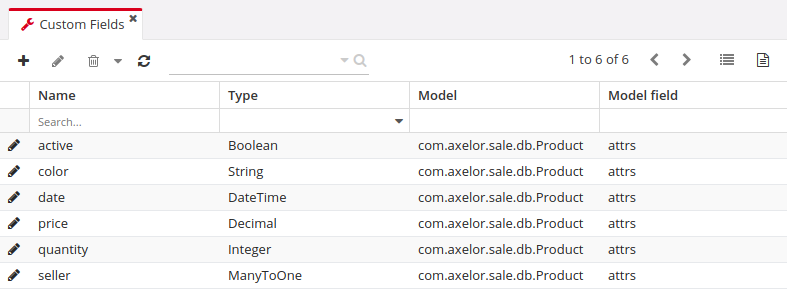 Custom Fields
1 to 6 of 6
Name Type Model Model field
Search...
active Boolean com.axelor.sale.db.Product attrs
color String com.axelor.sale.db.Product attrs
date DateTime com.axelor.sale.db.Product attrs
price Decimal com.axelor.sale.db.Product attrs
quantity Integer com.axelor.sale.db.Product attrs
seller ManyToOne com.axelor.sale.db.Product attrs